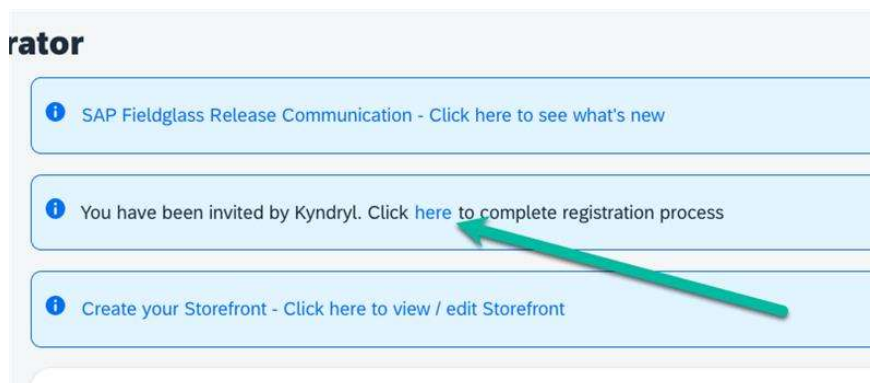 rator
SAP Fieldglass Release Communication - Click here to see what's new
You have been invited by Kyndryl. Click here to complete registration process
Create your Storefront - Click here to view / edit Storefront